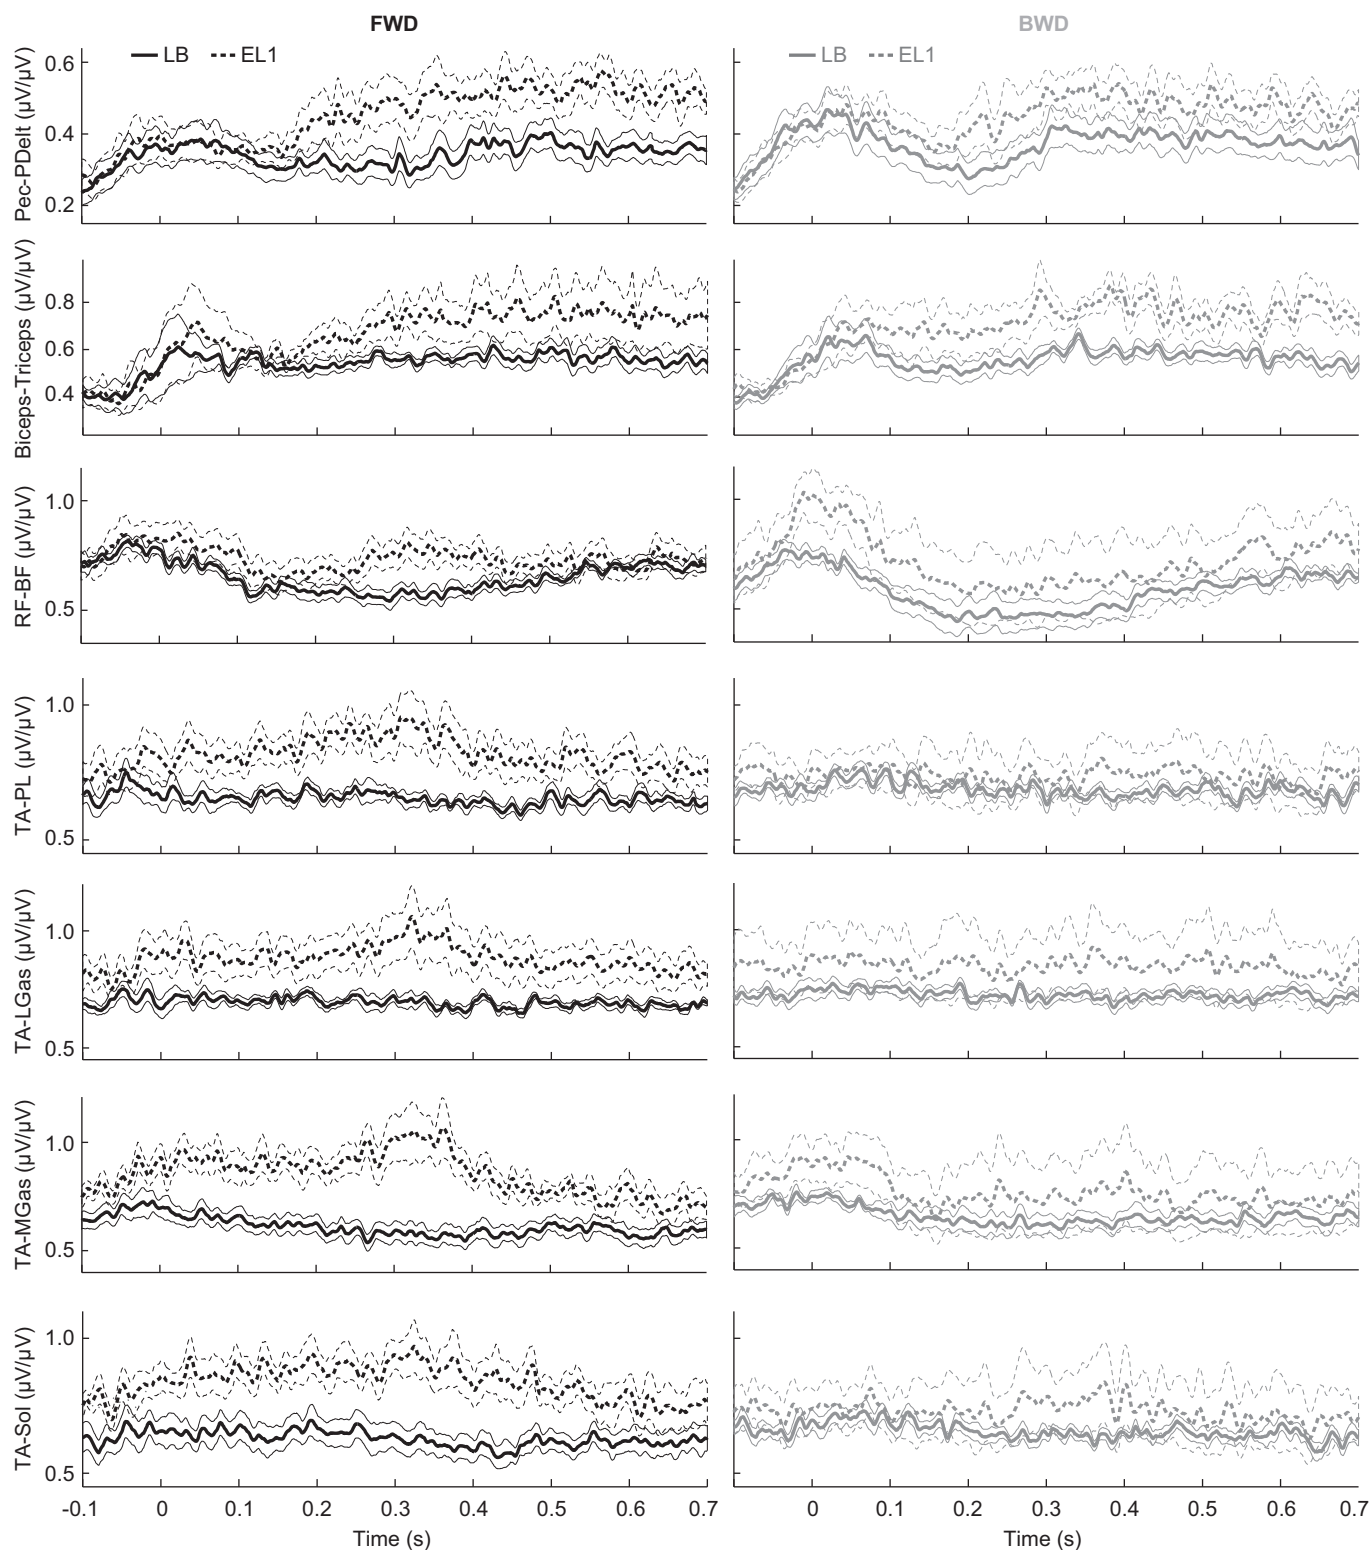 FWD
BWD
LB EL1
LB EL1
Pec-PDelt (μV/μV)
0.6
0.4
0.2
Biceps-Triceps (μV/μV)
0.8
0.6
0.4
RF-BF (μV/μV)
1.0
0.5
TA-PL (μV/μV)
1.0
0.5
TA-LGas (μV/μV)
1.0
0.5
TA-MGas (μV/μV)
1.0
0.5
TA-Sol (μV/μV)
1.0
0.5
-0.1 0 0.1 0.2 0.3 0.4 0.5 0.6 0.7
0 0.1 0.2 0.3 0.4 0.5 0.6 0.7
Time (s)
Time (s)